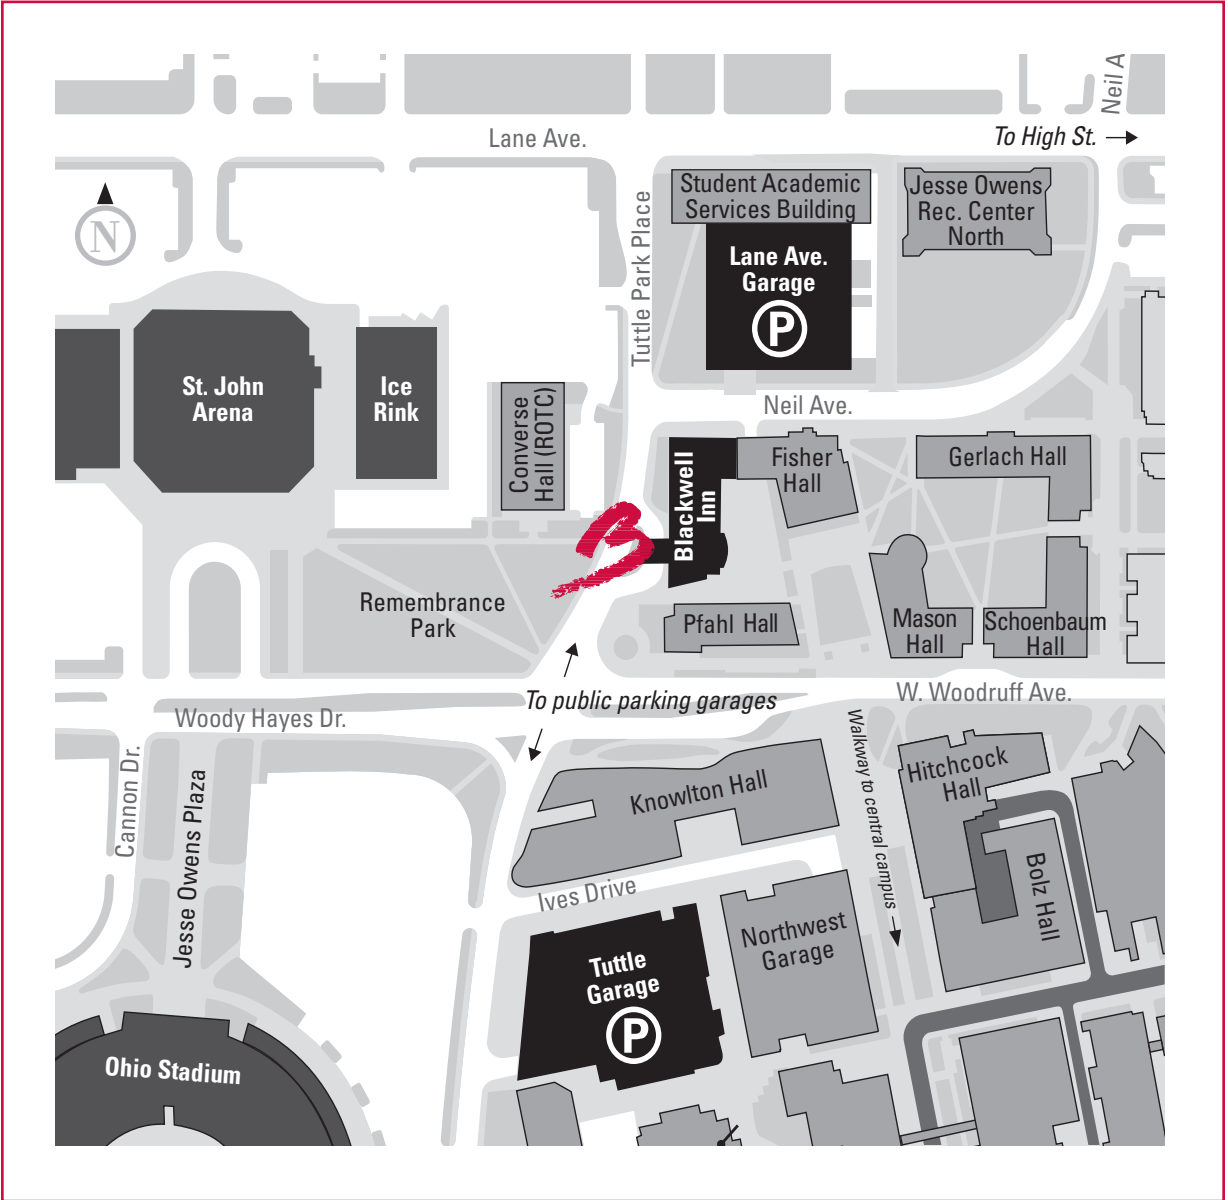 Neil A
Lane Ave.
To High St.
N
Tuttle Park Place
Student Academic
Services Building
Jesse Owens
Rec. Center
North
Lane Ave.
Garage
P
St. John
Arena
Ice
Rink
Converse
Hall (ROTC)
Neil Ave.
Blackwell
Inn
Fisher
Hall
Gerlach Hall
Remembrance
Park
Pfahl Hall
Mason
Hall
Schoenbaum
Hall
To public parking garages
W. Woodruff Ave.
Woody Hayes Dr.
Cannon Dr.
Jesse Owens Plaza
Knowlton Hall
Walkway to central campus
Hitchcock
Hall
Bolz Hall
Ives Drive
Tuttle
Garage
P
Northwest
Garage
Ohio Stadium